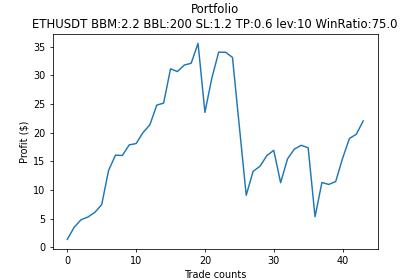 Portfolio
ETHUSDT BBM:2.2 BBL:200 SL:1.2 TP:0.6 lev:10 WinRatio:75.0
35
30
25
20
15
10
5
0
Profit ($)
0 10 20 30 40
Trade counts